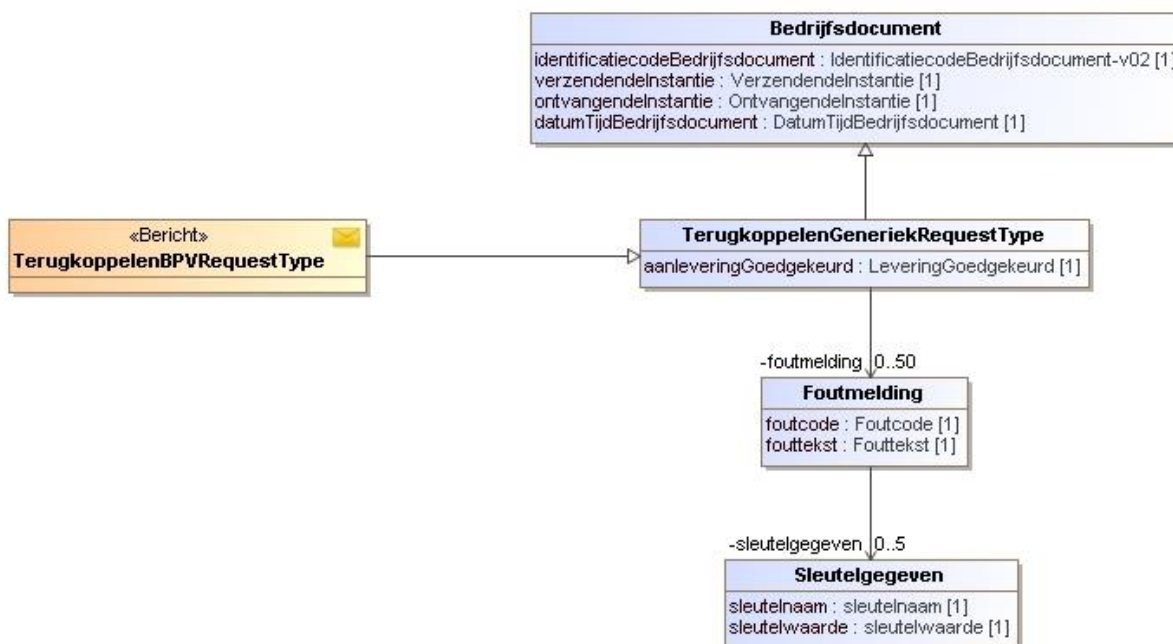 Bedrijfsdocument
identificatiecodeBedrijfsdocument : IdentificatiecodeBedrijfsdocument-v02 [1]
verzendendeInstantie : VerzendendeInstantie [1]
ontvangendeInstantie : OntvangendeInstantie [1]
datumTijdBedrijfsdocument : DatumTijdBedrijfsdocument [1]
«Bericht»
TerugkoppelenBPVRequestType
TerugkoppelenGeneriekRequestType
aanleveringGoedgekeurd : LeveringGoedgekeurd [1]
-foutmelding 0..50
Foutmelding
foutcode : Foutcode [1]
fouttekst : Fouttekst [1]
-sleutelgegeven 0..5
Sleutelgegeven
sleutelnaam : sleutelnaam [1]
sleutelwaarde : sleutelwaarde [1]